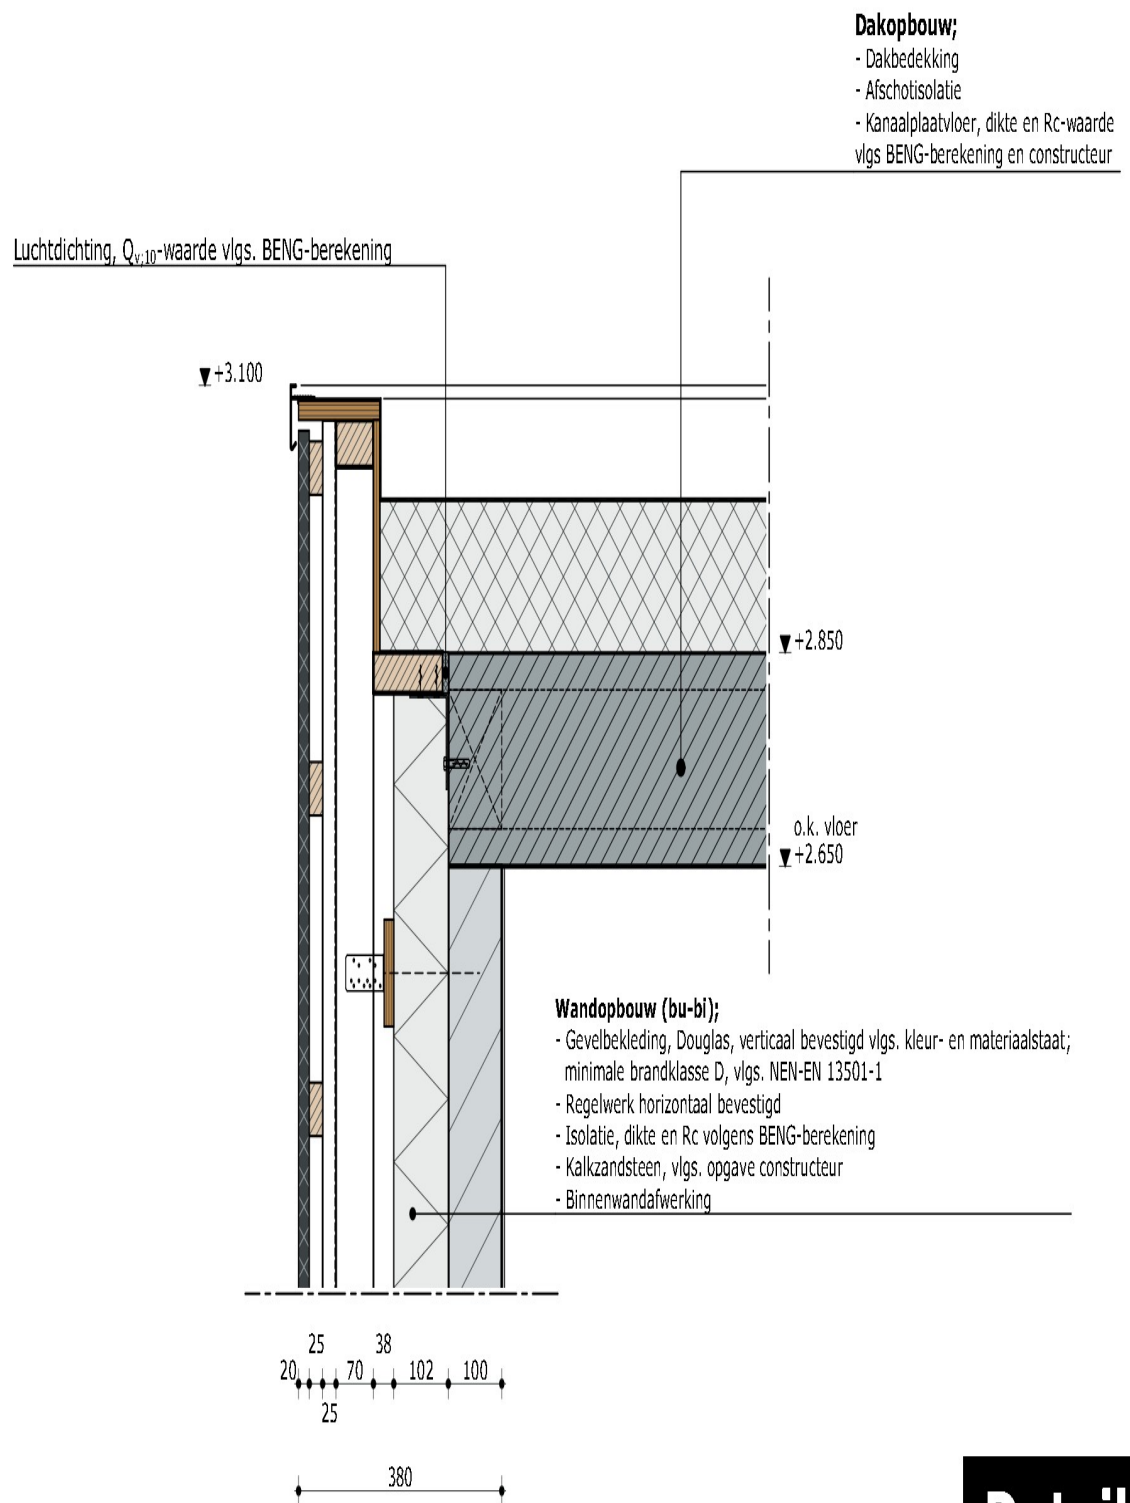 Dakopbouw;
- Dakbedekking
- Afschotisolatie
- Kanaalplaatvloer, dikte en Rc-waarde
vlgs BENG-berekening en constructeur
Luchtdichting, Qv;10-waarde vlgs. BENG-berekening
+3.100
+2.850
o.k. vloer
+2.650
Wandopbouw (bu-bi);
- Gevelbekleding, Douglas, verticaal bevestigd vlgs. kleur- en materiaalstaat;
minimale brandklasse D, vlgs. NEN-EN 13501-1
- Regelwerk horizontaal bevestigd
- Isolatie, dikte en Rc volgens BENG-berekening
- Kalkzandsteen, vlgs. opgave constructeur
- Binnenwandafwerking
25 38
20 70 102 100
25
380